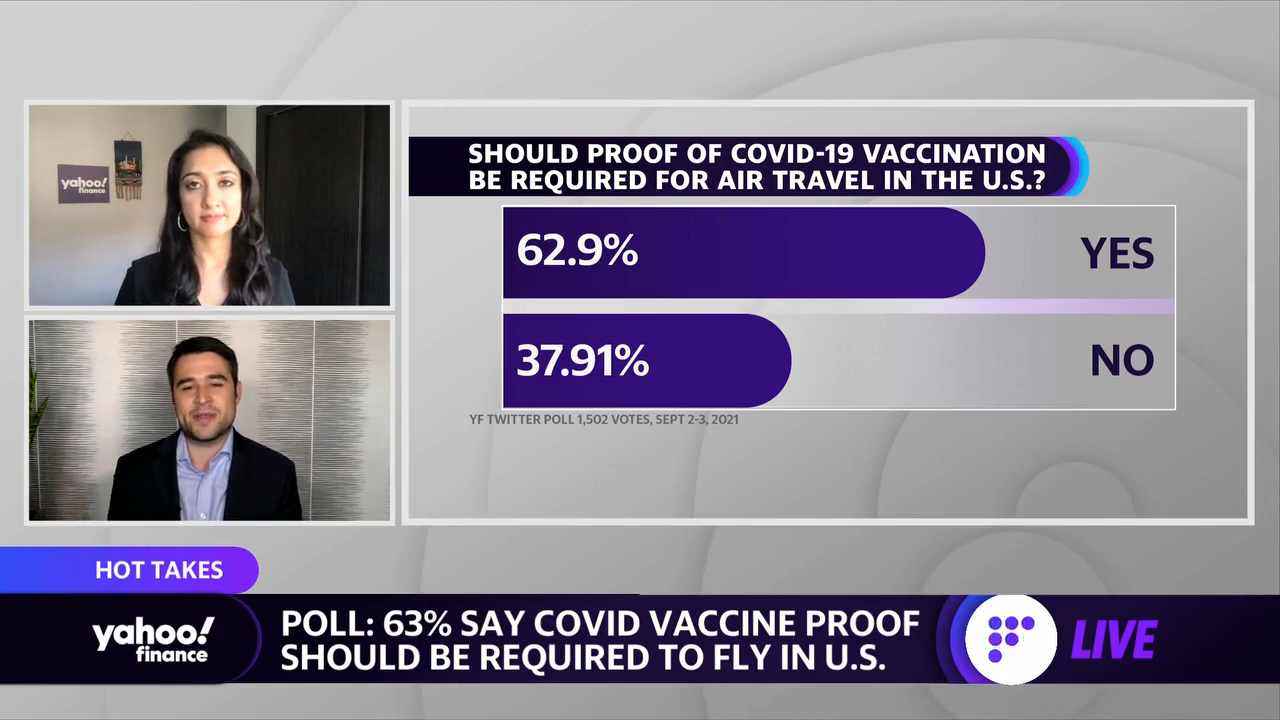 yahoo!
finance
SHOULD PROOF OF COVID-19 VACCINATION
BE REQUIRED FOR AIR TRAVEL IN THE U.S.?
62.9% YES
37.91% NO
YF TWITTER POLL 1,502 VOTES, SEPT 2-3, 2021
HOT TAKES
yahoo!
finance
POLL: 63% SAY COVID VACCINE PROOF
SHOULD BE REQUIRED TO FLY IN U.S.
LIVE